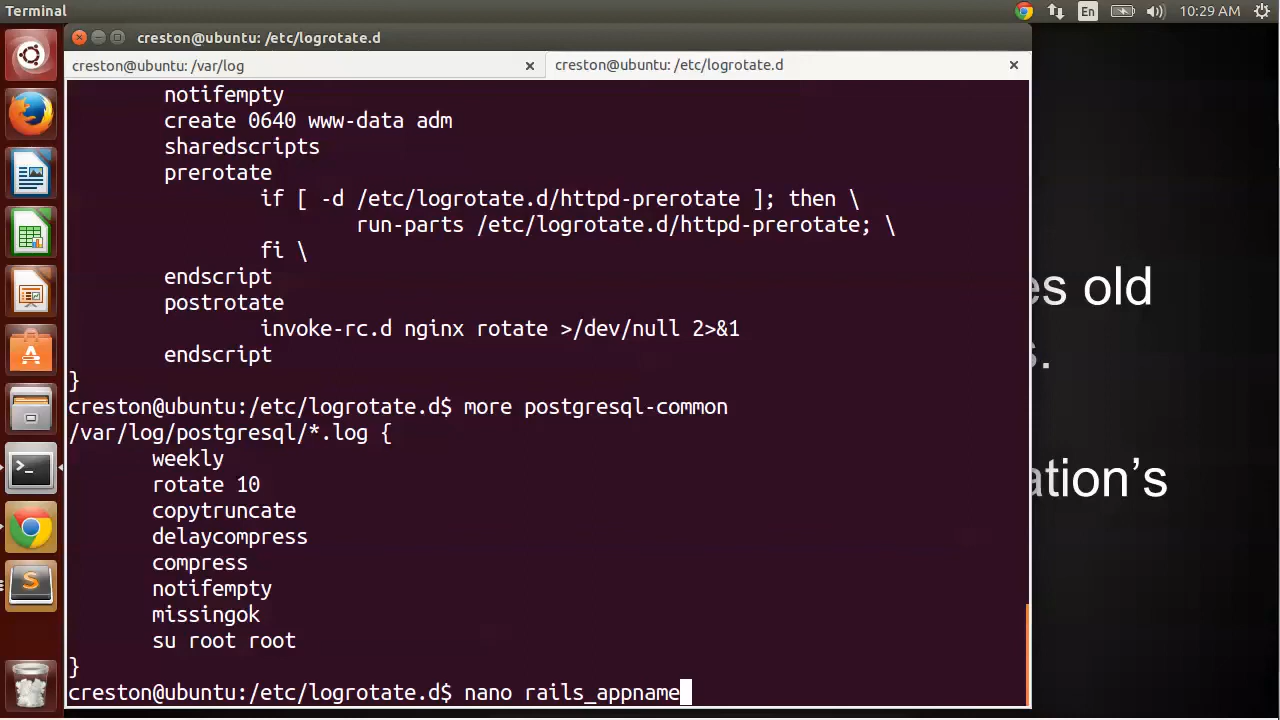 Terminal
En
10:29 AM
creston@ubuntu: /etc/logrotate.d
creston@ubuntu: /var/log
creston@ubuntu: /etc/logrotate.d
notifempty
create 0640 www-data adm
sharedscripts
prerotate
if [ -d /etc/logrotate.d/httpd-prerotate ]; then \
run-parts /etc/logrotate.d/httpd-prerotate; \
fi \
endscript
postrotate
invoke-rc.d nginx rotate >/dev/null 2>&1
endscript
}
creston@ubuntu:/etc/logrotate.d$ more postgresql-common
/var/log/postgresql/*.log {
weekly
rotate 10
copytruncate
delaycompress
compress
notifempty
missingok
su root root
}
creston@ubuntu:/etc/logrotate.d$ nano rails_appname
es old
s.
ation’s